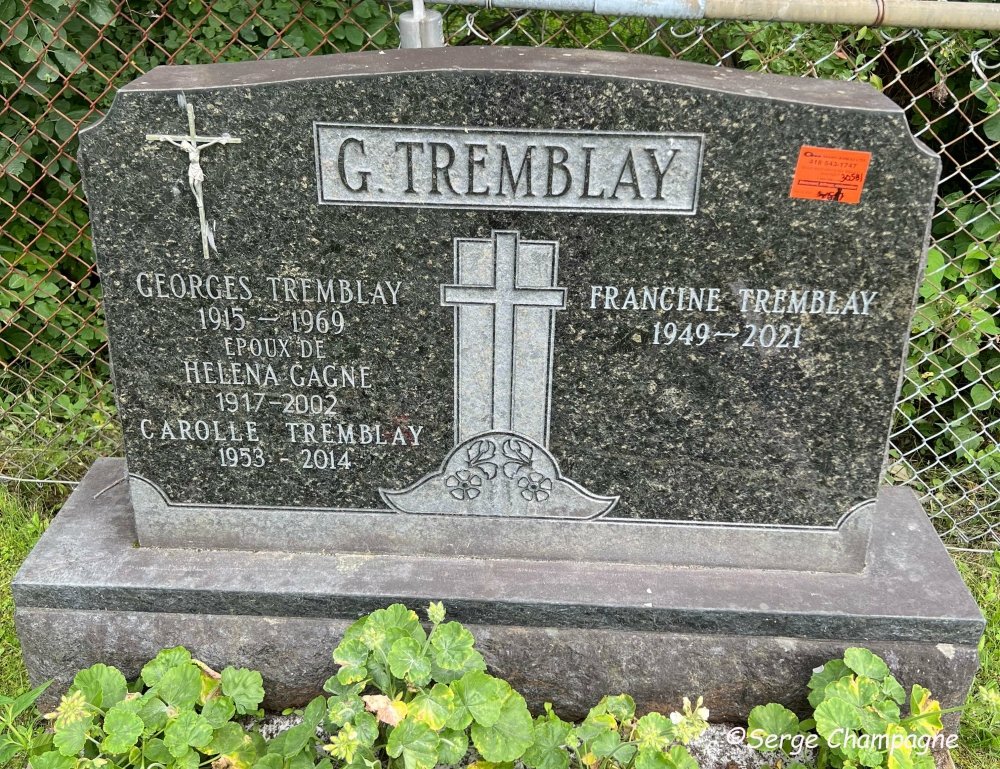 G. TREMBLAY
GEORGES TREMBLAY
1915 - 1969
EPOUX DE
HELENA GAGNE
1917-2002
CAROLLE TREMBLAY
1953 - 2014
FRANCINE TREMBLAY
1949-2021
©Serge Champagne